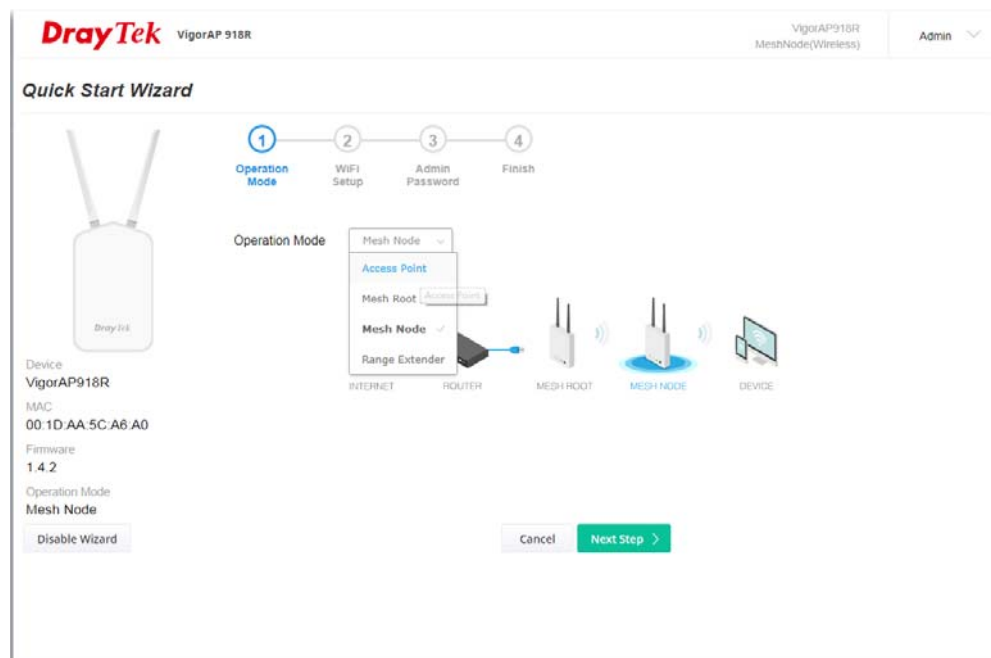 DrayTek VigorAP 918R
VigorAP918R
MeshNode(Wireless)
Admin
Quick Start Wizard
1
2
3
4
Operation
Mode
WiFi
Setup
Admin
Password
Finish
Operation Mode
Mesh Node
Access Point
Mesh Root
Access Point
Mesh Node
Range Extender
INTERNET
ROUTER
MESH ROOT
MESH NODE
DEVICE
DrayTek
Device
VigorAP918R
MAC
00:1D:AA:5C:A6:A0
Firmware
1.4.2
Operation Mode
Mesh Node
Disable Wizard
Cancel
Next Step